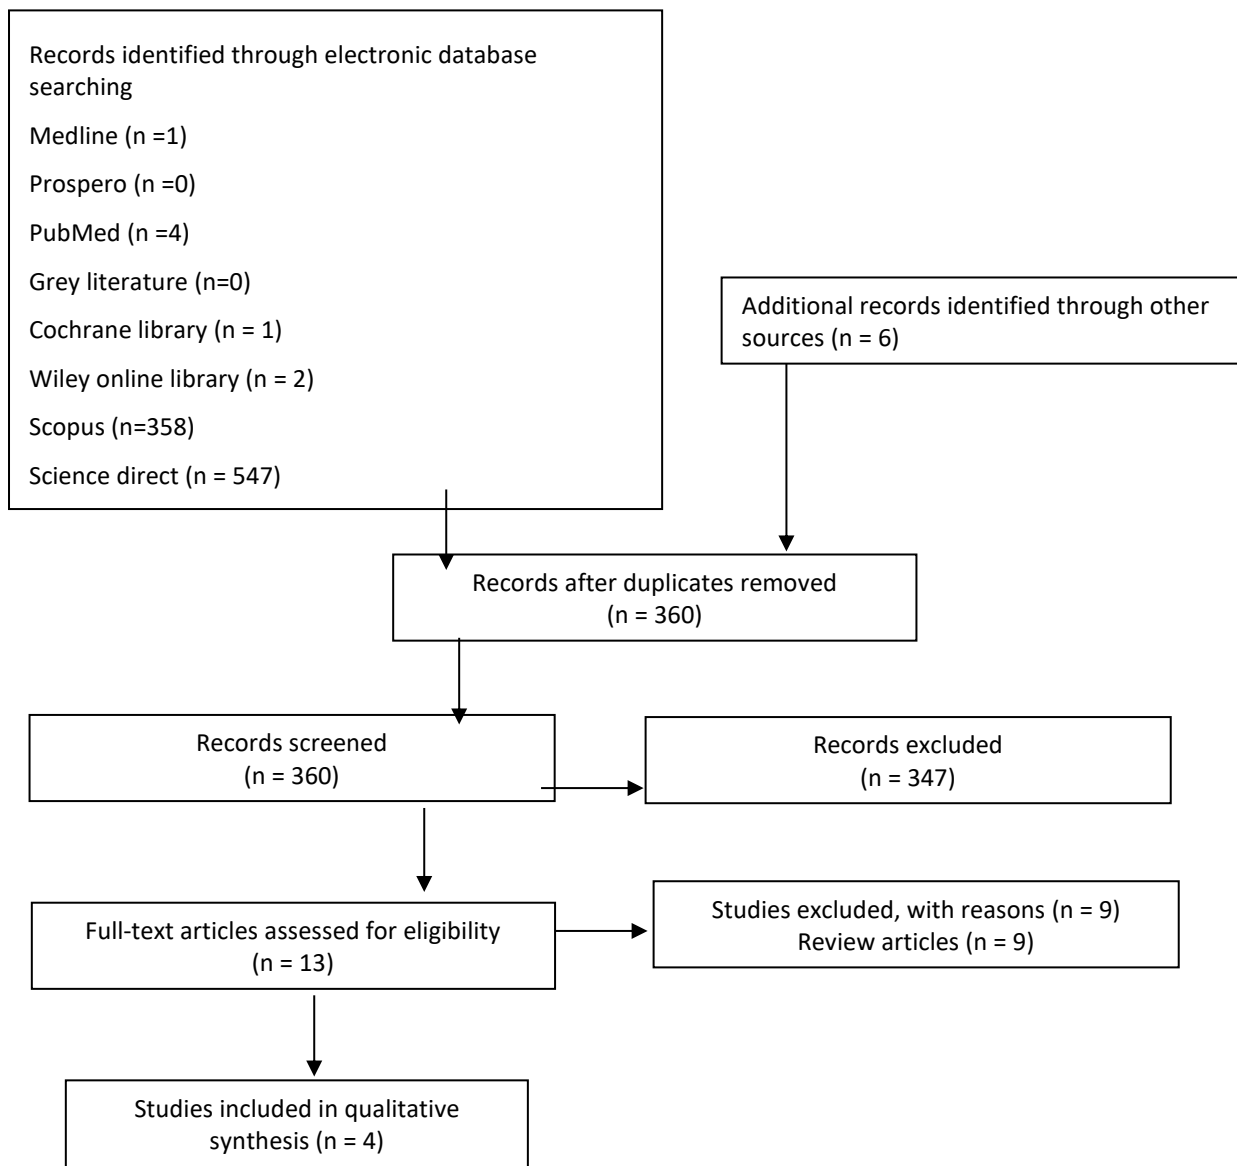 Records identified through electronic database
searching
Medline (n =1)
Prospero (n =0)
PubMed (n =4)
Grey literature (n=0)
Cochrane library (n = 1)
Wiley online library (n = 2)
Scopus (n=358)
Science direct (n = 547)
Additional records identified through other
sources (n = 6)
Records after duplicates removed
(n = 360)
Records screened
(n = 360)
Records excluded
(n = 347)
Full-text articles assessed for eligibility
(n = 13)
Studies excluded, with reasons (n = 9)
Review articles (n = 9)
Studies included in qualitative
synthesis (n = 4)